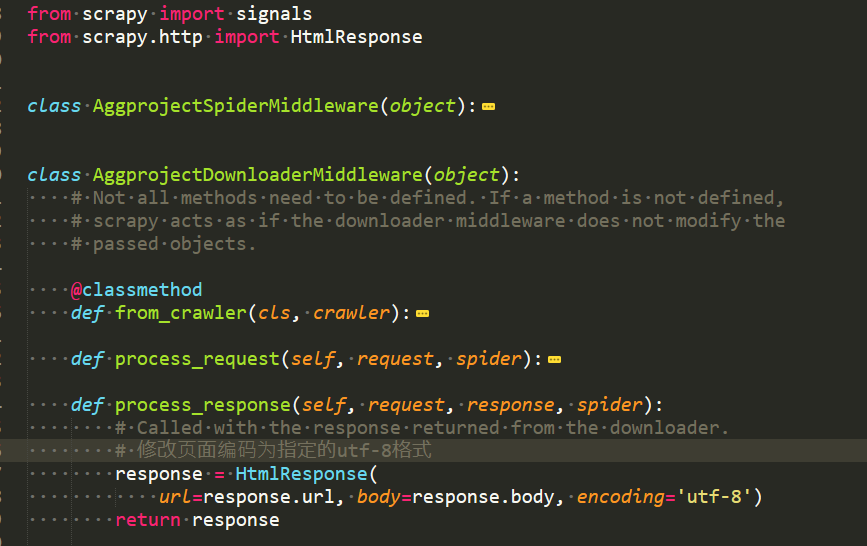 from scrapy import signals
from scrapy.http import HtmlResponse
class AggprojectSpiderMiddleware(object):
class AggprojectDownloaderMiddleware(object):
# Not all methods need to be defined. If a method is not defined,
# scrapy acts as if the downloader middleware does not modify the
# passed objects.
@classmethod
def from_crawler(cls, crawler):
def process_request(self, request, spider):
def process_response(self, request, response, spider):
# Called with the response returned from the downloader.
# 修改页面编码为指定的utf-8格式
response = HtmlResponse(
url=response.url, body=response.body, encoding='utf-8')
return response